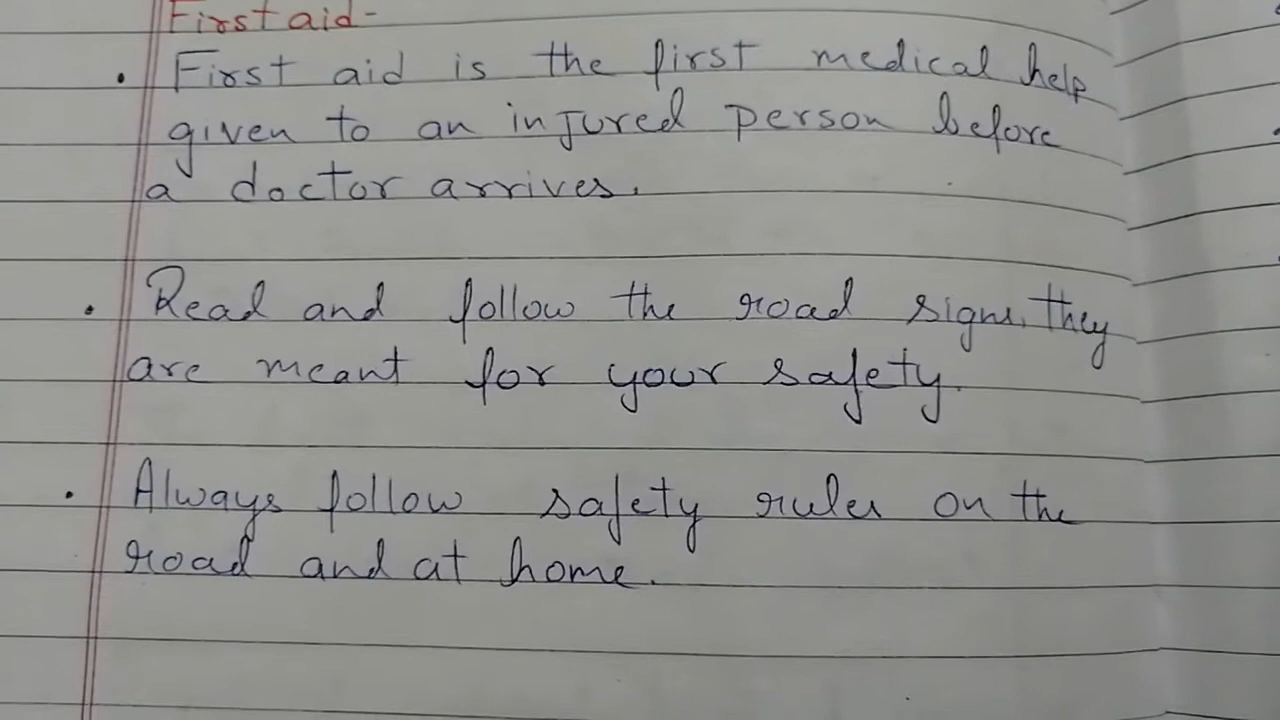 First aid-
• First aid is the first medical help
given to an injured person before
a doctor arrives.
• Read and follow the road signs, they
are meant for your safety.
• Always follow safety rules on the
road and at home.